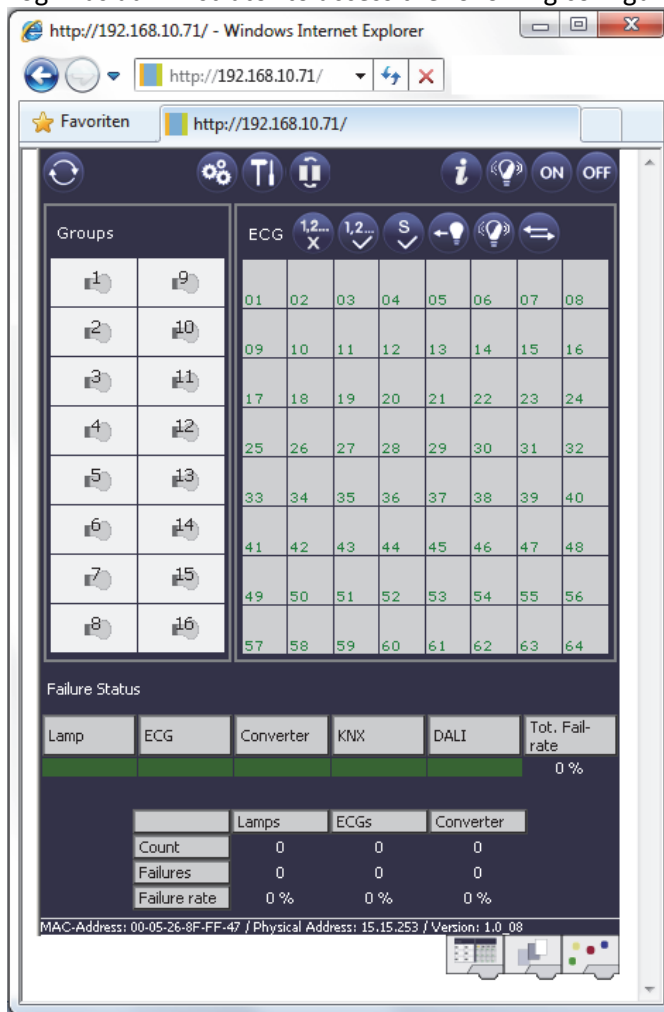 http://192.168.10.71/ - Windows Internet Explorer
http://192.168.10.71/
Favoriten
http://192.168.10.71/
i ON OFF
Groups
ECG 1,2... 1,2... S
1 9
2 10
3 11
4 12
5 13
6 14
7 15
8 16
01 02 03 04 05 06 07 08
09 10 11 12 13 14 15 16
17 18 19 20 21 22 23 24
25 26 27 28 29 30 31 32
33 34 35 36 37 38 39 40
41 42 43 44 45 46 47 48
49 50 51 52 53 54 55 56
57 58 59 60 61 62 63 64
Failure Status
Lamp ECG Converter KNX DALI Tot. Fail-
rate
0 %
Lamps ECGs Converter
Count 0 0 0
Failures 0 0 0
Failure rate 0 % 0 % 0 %
MAC-Address: 00-05-26-8F-FF-47 / Physical Address: 15.15.253 / Version: 1.0_08